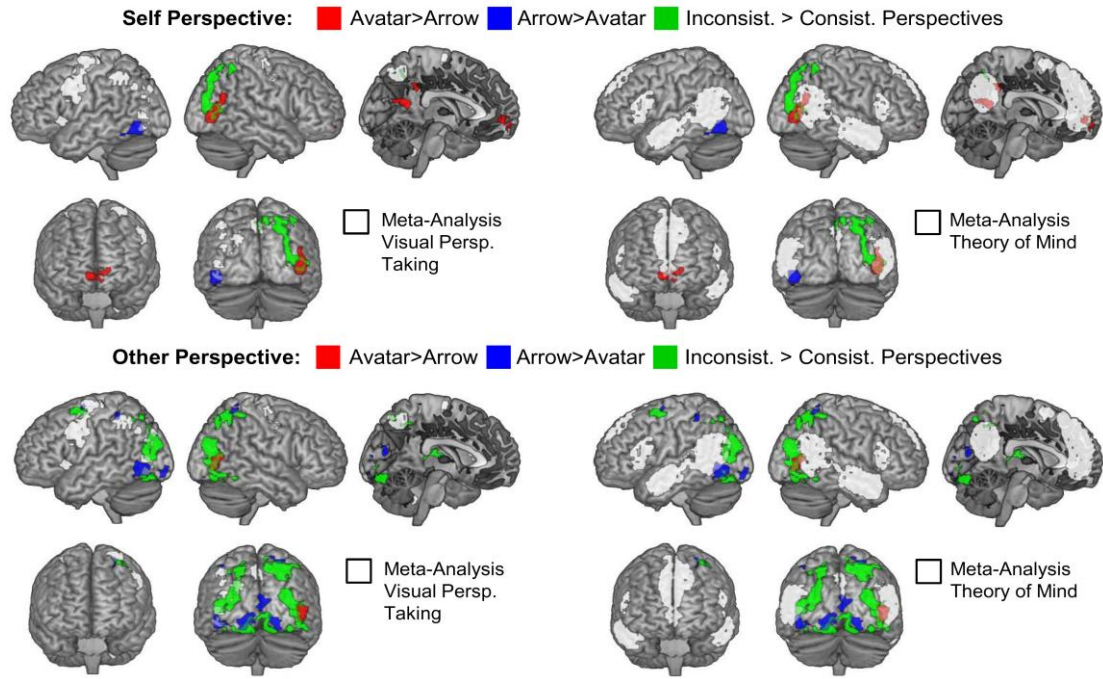 Self Perspective: Avatar>Arrow Arrow>Avatar Inconsist. > Consist. Perspectives
Meta-Analysis
Visual Persp.
Taking
Meta-Analysis
Theory of Mind
Other Perspective: Avatar>Arrow Arrow>Avatar Inconsist. > Consist. Perspectives
Meta-Analysis
Visual Persp.
Taking
Meta-Analysis
Theory of Mind